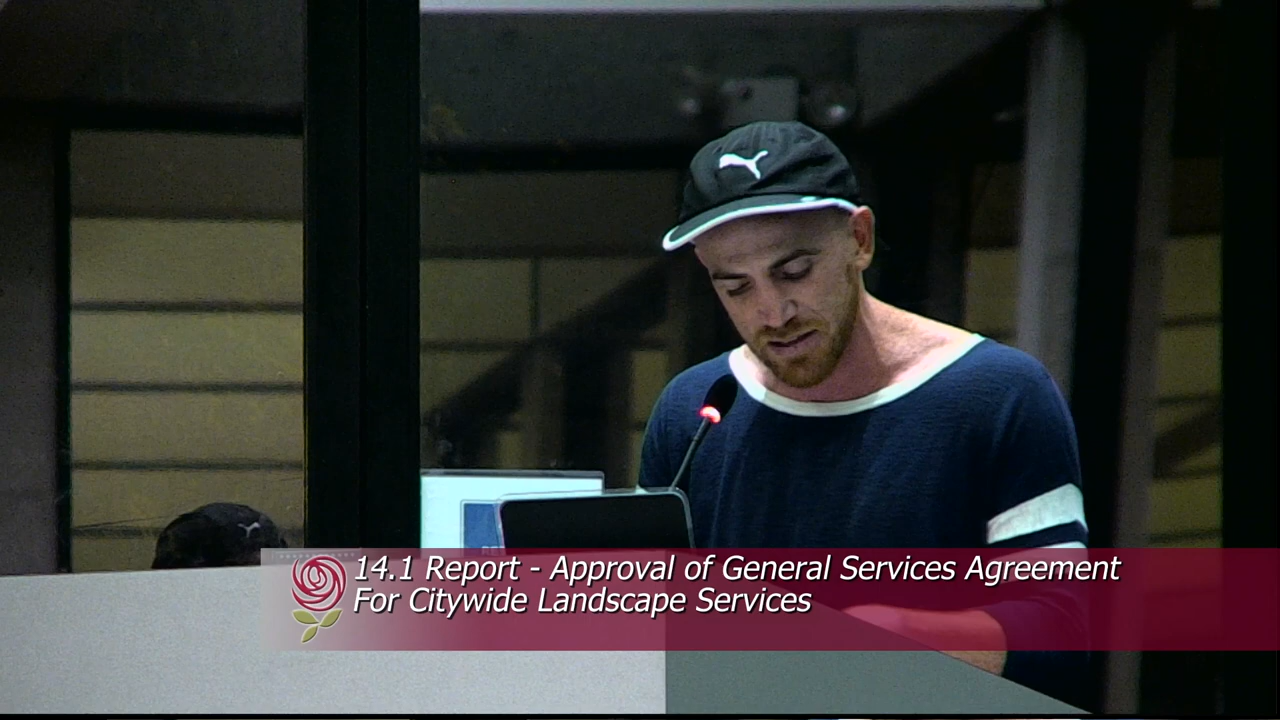 14.1 Report - Approval of General Services Agreement
For Citywide Landscape Services